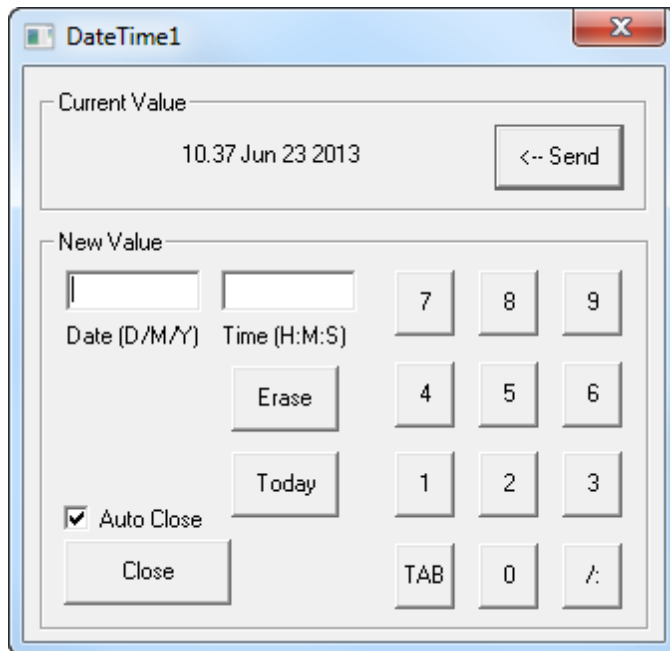 DateTime1
X
Current Value
10.37 Jun 23 2013
<-- Send
New Value
7 8 9
Date (D/M/Y) Time (H:M:S)
Erase 4 5 6
Today 1 2 3
Auto Close
Close TAB 0 /: